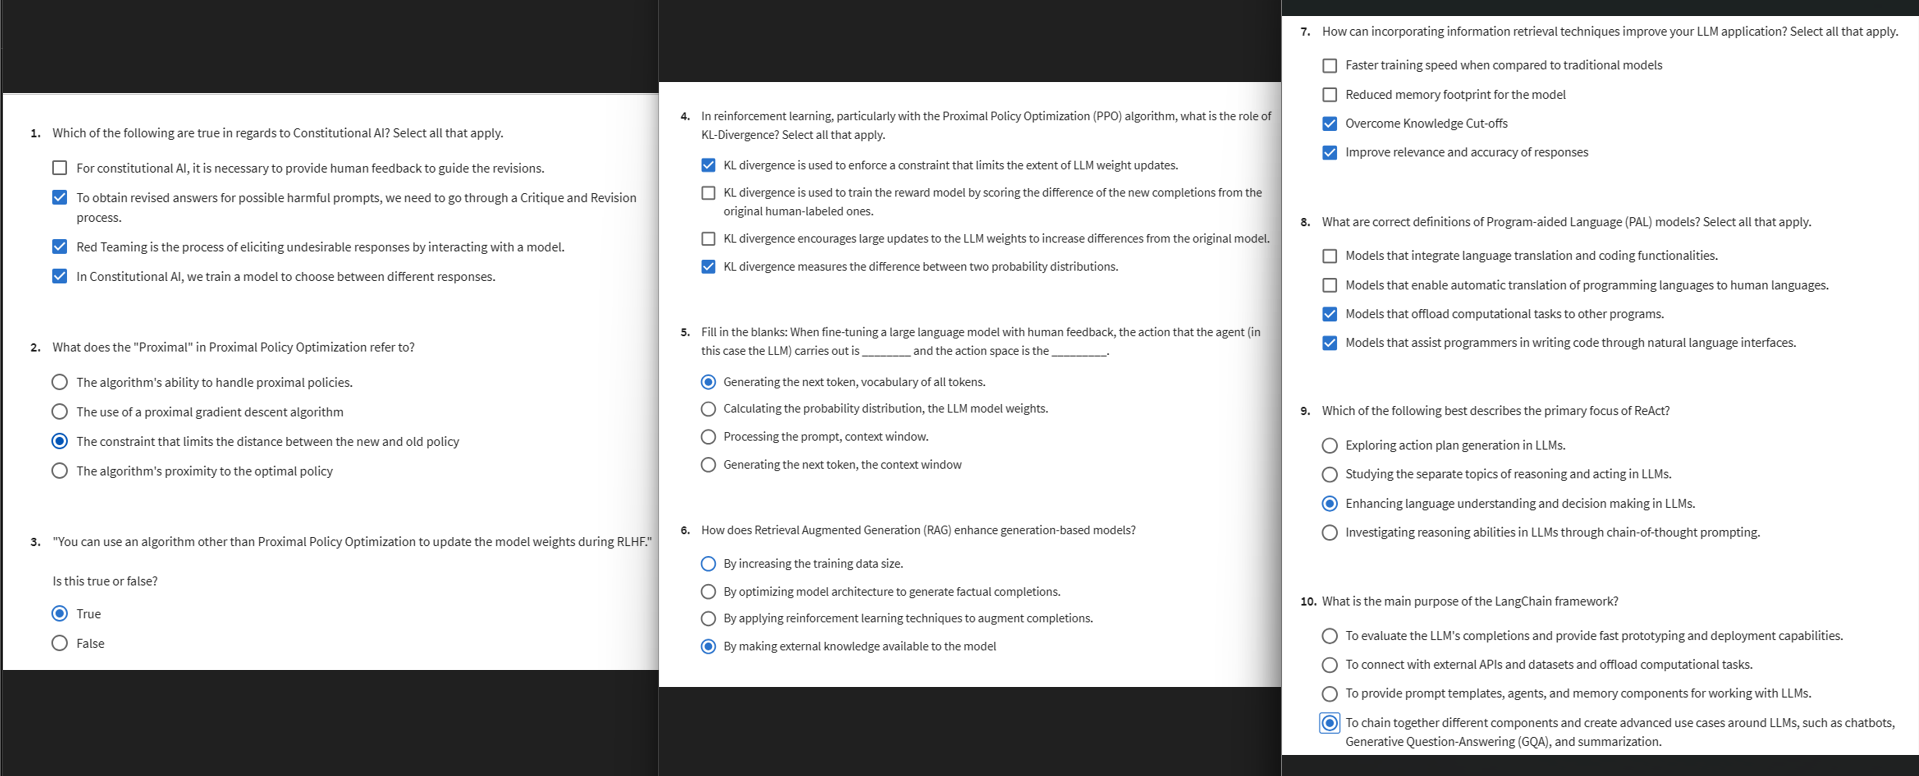 1. Which of the following are true in regards to Constitutional AI? Select all that apply.
For constitutional AI, it is necessary to provide human feedback to guide the revisions.
To obtain revised answers for possible harmful prompts, we need to go through a Critique and Revision
process.
Red Teaming is the process of eliciting undesirable responses by interacting with a model.
In Constitutional AI, we train a model to choose between different responses.
2. What does the "Proximal" in Proximal Policy Optimization refer to?
The algorithm's ability to handle proximal policies.
The use of a proximal gradient descent algorithm
The constraint that limits the distance between the new and old policy
The algorithm's proximity to the optimal policy
3. "You can use an algorithm other than Proximal Policy Optimization to update the model weights during RLHF."
Is this true or false?
True
False
4. In reinforcement learning, particularly with the Proximal Policy Optimization (PPO) algorithm, what is the role of
KL-Divergence? Select all that apply.
KL divergence is used to enforce a constraint that limits the extent of LLM weight updates.
KL divergence is used to train the reward model by scoring the difference of the new completions from the
original human-labeled ones.
KL divergence encourages large updates to the LLM weights to increase differences from the original model.
KL divergence measures the difference between two probability distributions.
5. Fill in the blanks: When fine-tuning a large language model with human feedback, the action that the agent (in
this case the LLM) carries out is ________ and the action space is the _________.
Generating the next token, vocabulary of all tokens.
Calculating the probability distribution, the LLM model weights.
Processing the prompt, context window.
Generating the next token, the context window
6. How does Retrieval Augmented Generation (RAG) enhance generation-based models?
By increasing the training data size.
By optimizing model architecture to generate factual completions.
By applying reinforcement learning techniques to augment completions.
By making external knowledge available to the model
7. How can incorporating information retrieval techniques improve your LLM application? Select all that apply.
Faster training speed when compared to traditional models
Reduced memory footprint for the model
Overcome Knowledge Cut-offs
Improve relevance and accuracy of responses
8. What are correct definitions of Program-aided Language (PAL) models? Select all that apply.
Models that integrate language translation and coding functionalities.
Models that enable automatic translation of programming languages to human languages.
Models that offload computational tasks to other programs.
Models that assist programmers in writing code through natural language interfaces.
9. Which of the following best describes the primary focus of ReAct?
Exploring action plan generation in LLMs.
Studying the separate topics of reasoning and acting in LLMs.
Enhancing language understanding and decision making in LLMs.
Investigating reasoning abilities in LLMs through chain-of-thought prompting.
10. What is the main purpose of the LangChain framework?
To evaluate the LLM's completions and provide fast prototyping and deployment capabilities.
To connect with external APIs and datasets and offload computational tasks.
To provide prompt templates, agents, and memory components for working with LLMs.
To chain together different components and create advanced use cases around LLMs, such as chatbots,
Generative Question-Answering (GQA), and summarization.